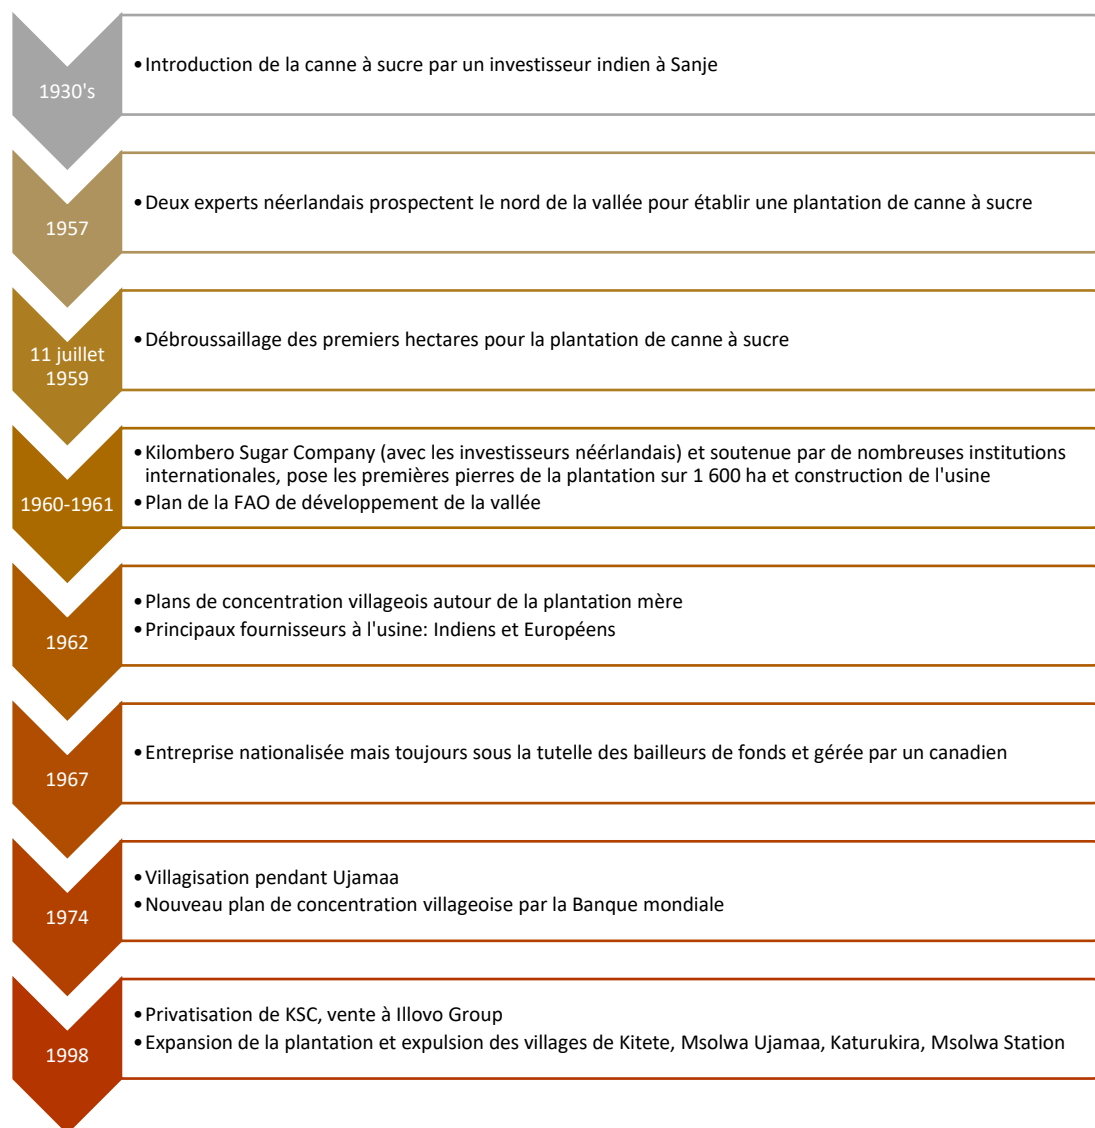 1930's
•Introduction de la canne à sucre par un investisseur indien à Sanje
1957
•Deux experts néerlandais prospectent le nord de la vallée pour établir une plantation de canne à sucre
11 juillet
1959
•Débroussaillage des premiers hectares pour la plantation de canne à sucre
1960-1961
•Kilombero Sugar Company (avec les investisseurs néérlandais) et soutenue par de nombreuses institutions
internationales, pose les premières pierres de la plantation sur 1 600 ha et construction de l'usine
•Plan de la FAO de développement de la vallée
1962
•Plans de concentration villageois autour de la plantation mère
•Principaux fournisseurs à l'usine: Indiens et Européens
1967
•Entreprise nationalisée mais toujours sous la tutelle des bailleurs de fonds et gérée par un canadien
1974
•Villagisation pendant Ujamaa
•Nouveau plan de concentration villageoise par la Banque mondiale
1998
•Privatisation de KSC, vente à Illovo Group
•Expansion de la plantation et expulsion des villages de Kitete, Msolwa Ujamaa, Katurukira, Msolwa Station